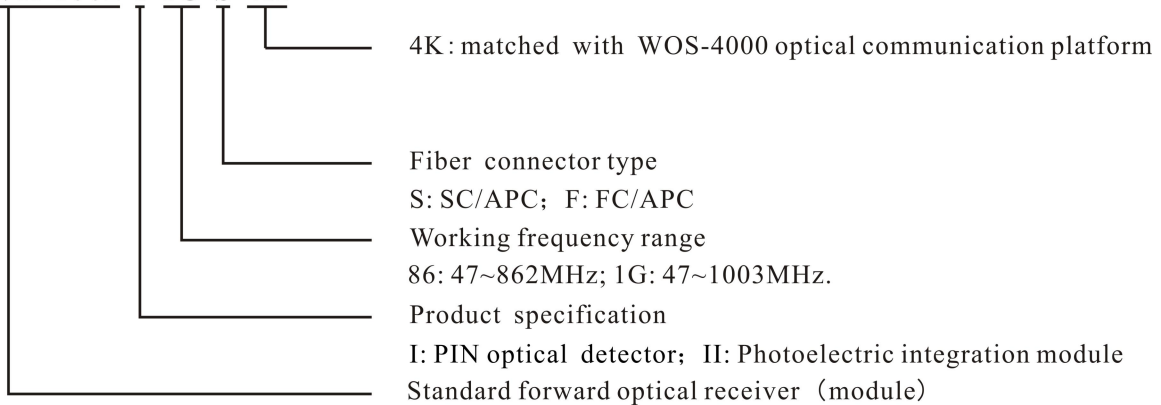 4K: matched with WOS-4000 optical communication platform
Fiber connector type
S: SC/APC; F: FC/APC
Working frequency range
86: 47~862MHz; 1G: 47~1003MHz.
Product specification
I: PIN optical detector; II: Photoelectric integration module
Standard forward optical receiver (module)